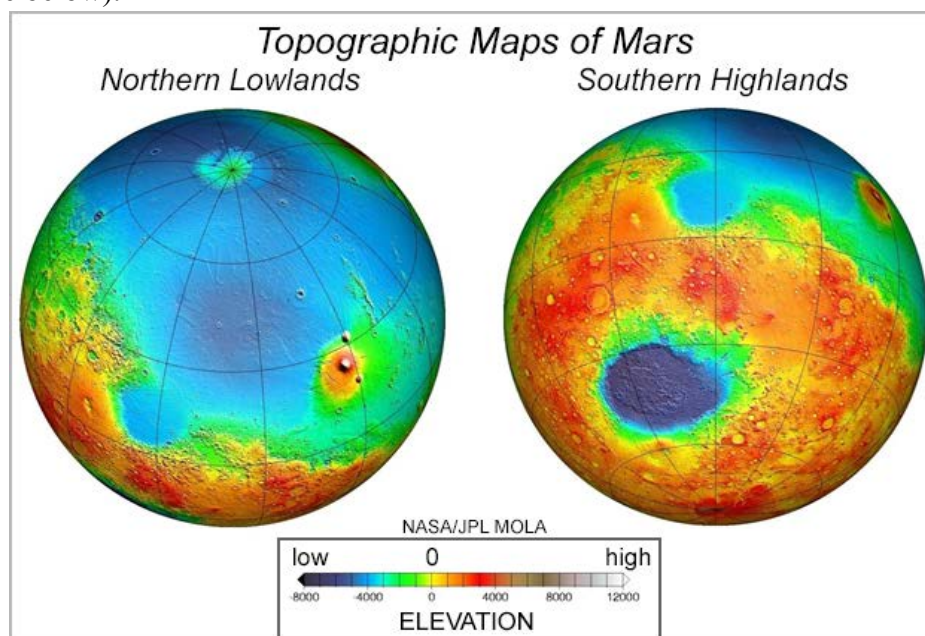 below).
Topographic Maps of Mars
Northern Lowlands Southern Highlands
NASA/JPL MOLA
low 0 high
-8000 -4000 0 4000 8000 12000
ELEVATION